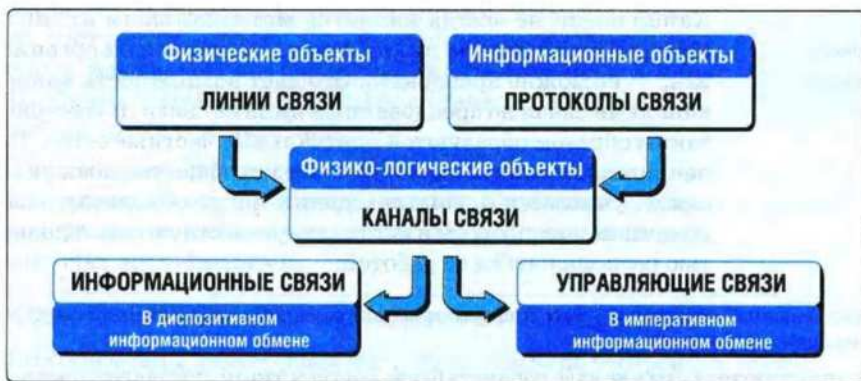 Физические объекты
ЛИНИИ СВЯЗИ
Информационные объекты
ПРОТОКОЛЫ СВЯЗИ
Физико-логические объекты
КАНАЛЫ СВЯЗИ
ИНФОРМАЦИОННЫЕ СВЯЗИ
В диспозитивном
информационном обмене
УПРАВЛЯЮЩИЕ СВЯЗИ
В императивном
информационном обмене